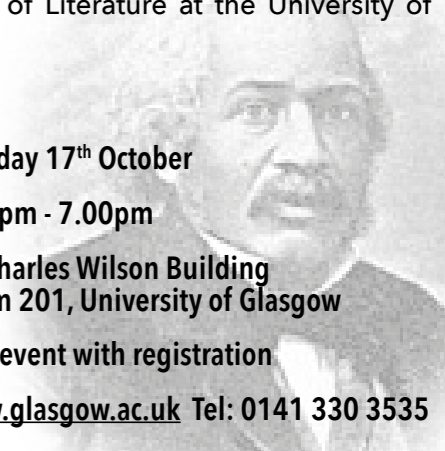 of Literature at the University of
day 17th October
pm - 7.00pm
harles Wilson Building
m 201, University of Glasgow
event with registration
.glasgow.ac.uk Tel: 0141 330 3535